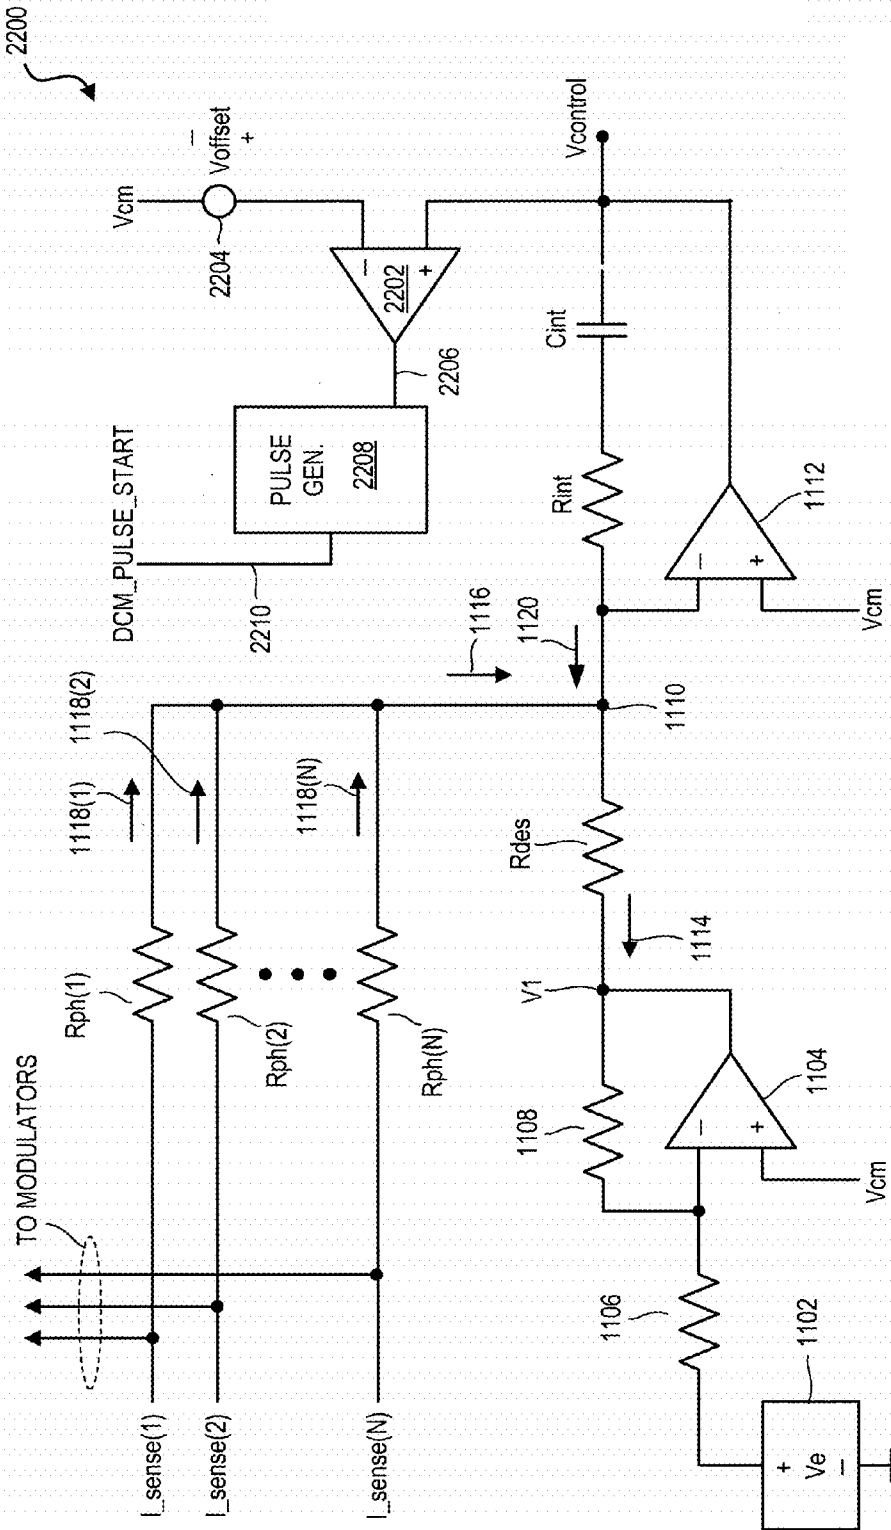 2200
TO MODULATORS
I_sense(1)
I_sense(2)
I_sense(N)
Rph(1)
Rph(2)
Rph(N)
1118(1)
1118(2)
1118(N)
1116
1120
1110
DCM_PULSE_START
2210
PULSE
GEN.
2208
2206
2202
−
+
Vcm
2204
−
Voffset
+
Vcontrol
Cint
Rint
1112
−
+
Vcm
Rdes
1114
V1
1108
1104
−
+
Vcm
1106
1102
+
Ve
−